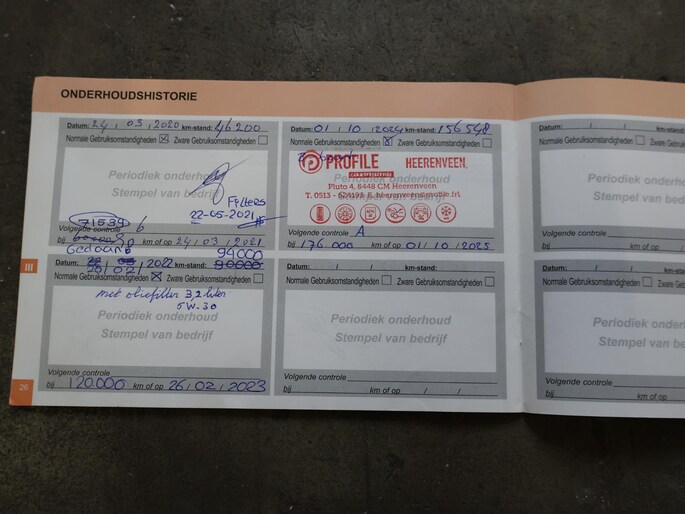 ONDERHOUDSHISTORIE
Datum: 24 / 03 / 2020 km-stand: 46200
Normale Gebruiksomstandigheden Zware Gebruiksomstandigheden
Periodiek onderhoud
Stempel van bedrijf
Filters
22-05-2021
71539
Volgende controle b
bij km of op 24 / 03 / 2021
Gedaan
94000
Datum: 2022 km-stand: 90000
Normale Gebruiksomstandigheden Zware Gebruiksomstandigheden
met oliefilter 3,2 liter
5W-30
Periodiek onderhoud
Stempel van bedrijf
Volgende controle
bij 120.000 km of op 26 / 02 / 2023
Datum: 01 / 10 / 2024 km-stand: 156548
Normale Gebruiksomstandigheden Zware Gebruiksomstandigheden
PROFILE HEERENVEEN
Pluto 4, 8448 CM Heerenveen
Volgende controle A
bij 176.000 km of op 01 / 10 / 2025
Datum: / / km-stand:
Normale Gebruiksomstandigheden Zware Gebruiksomstandigheden
Periodiek onderhoud
Stempel van bedrijf
Volgende controle
bij km of op / /
Datum: / / km-stand:
Normale Gebruiksomstandigheden Zware
Periodiek onderhoud
Stempel van
Volgende controle
bij km of op
Datum: / / km-stand:
Normale Gebruiksomstandigheden Zware
Periodiek onderhoud
Stempel van
Volgende controle
bij km of op
III
26